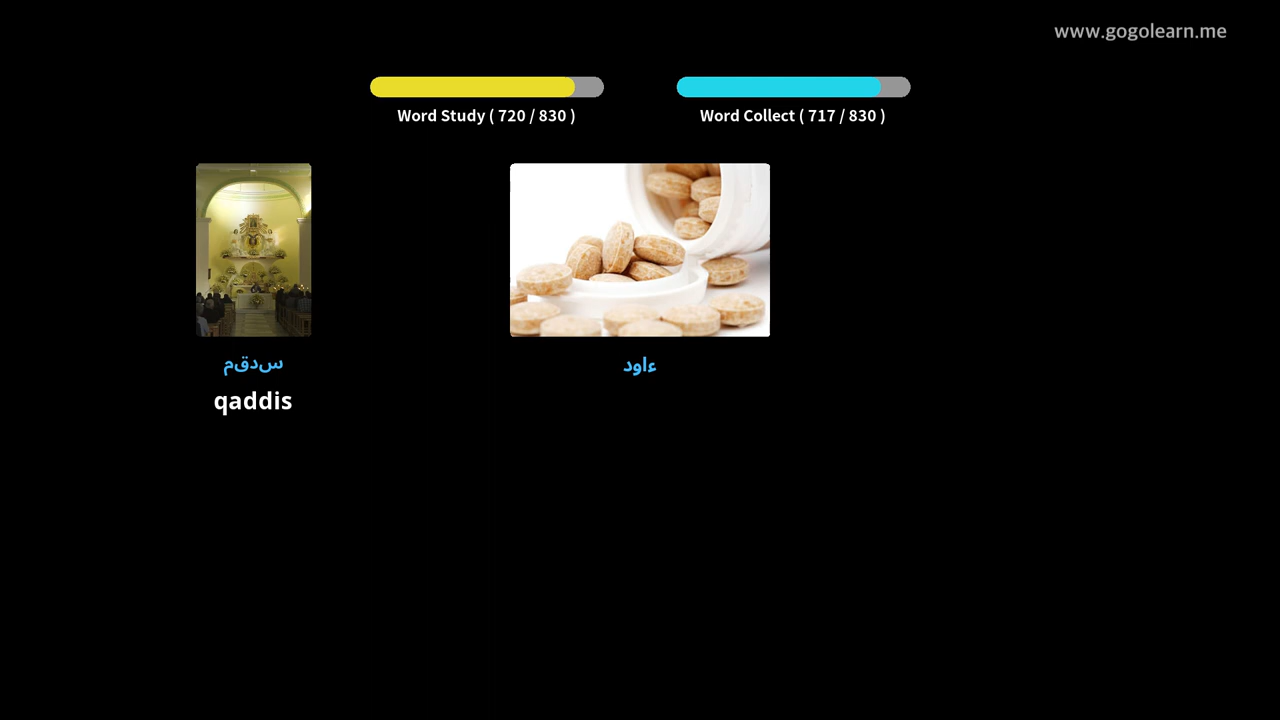 www.gogolearn.me
Word Study ( 720 / 830 )
Word Collect ( 717 / 830 )
سدقم
qaddis
ءاود